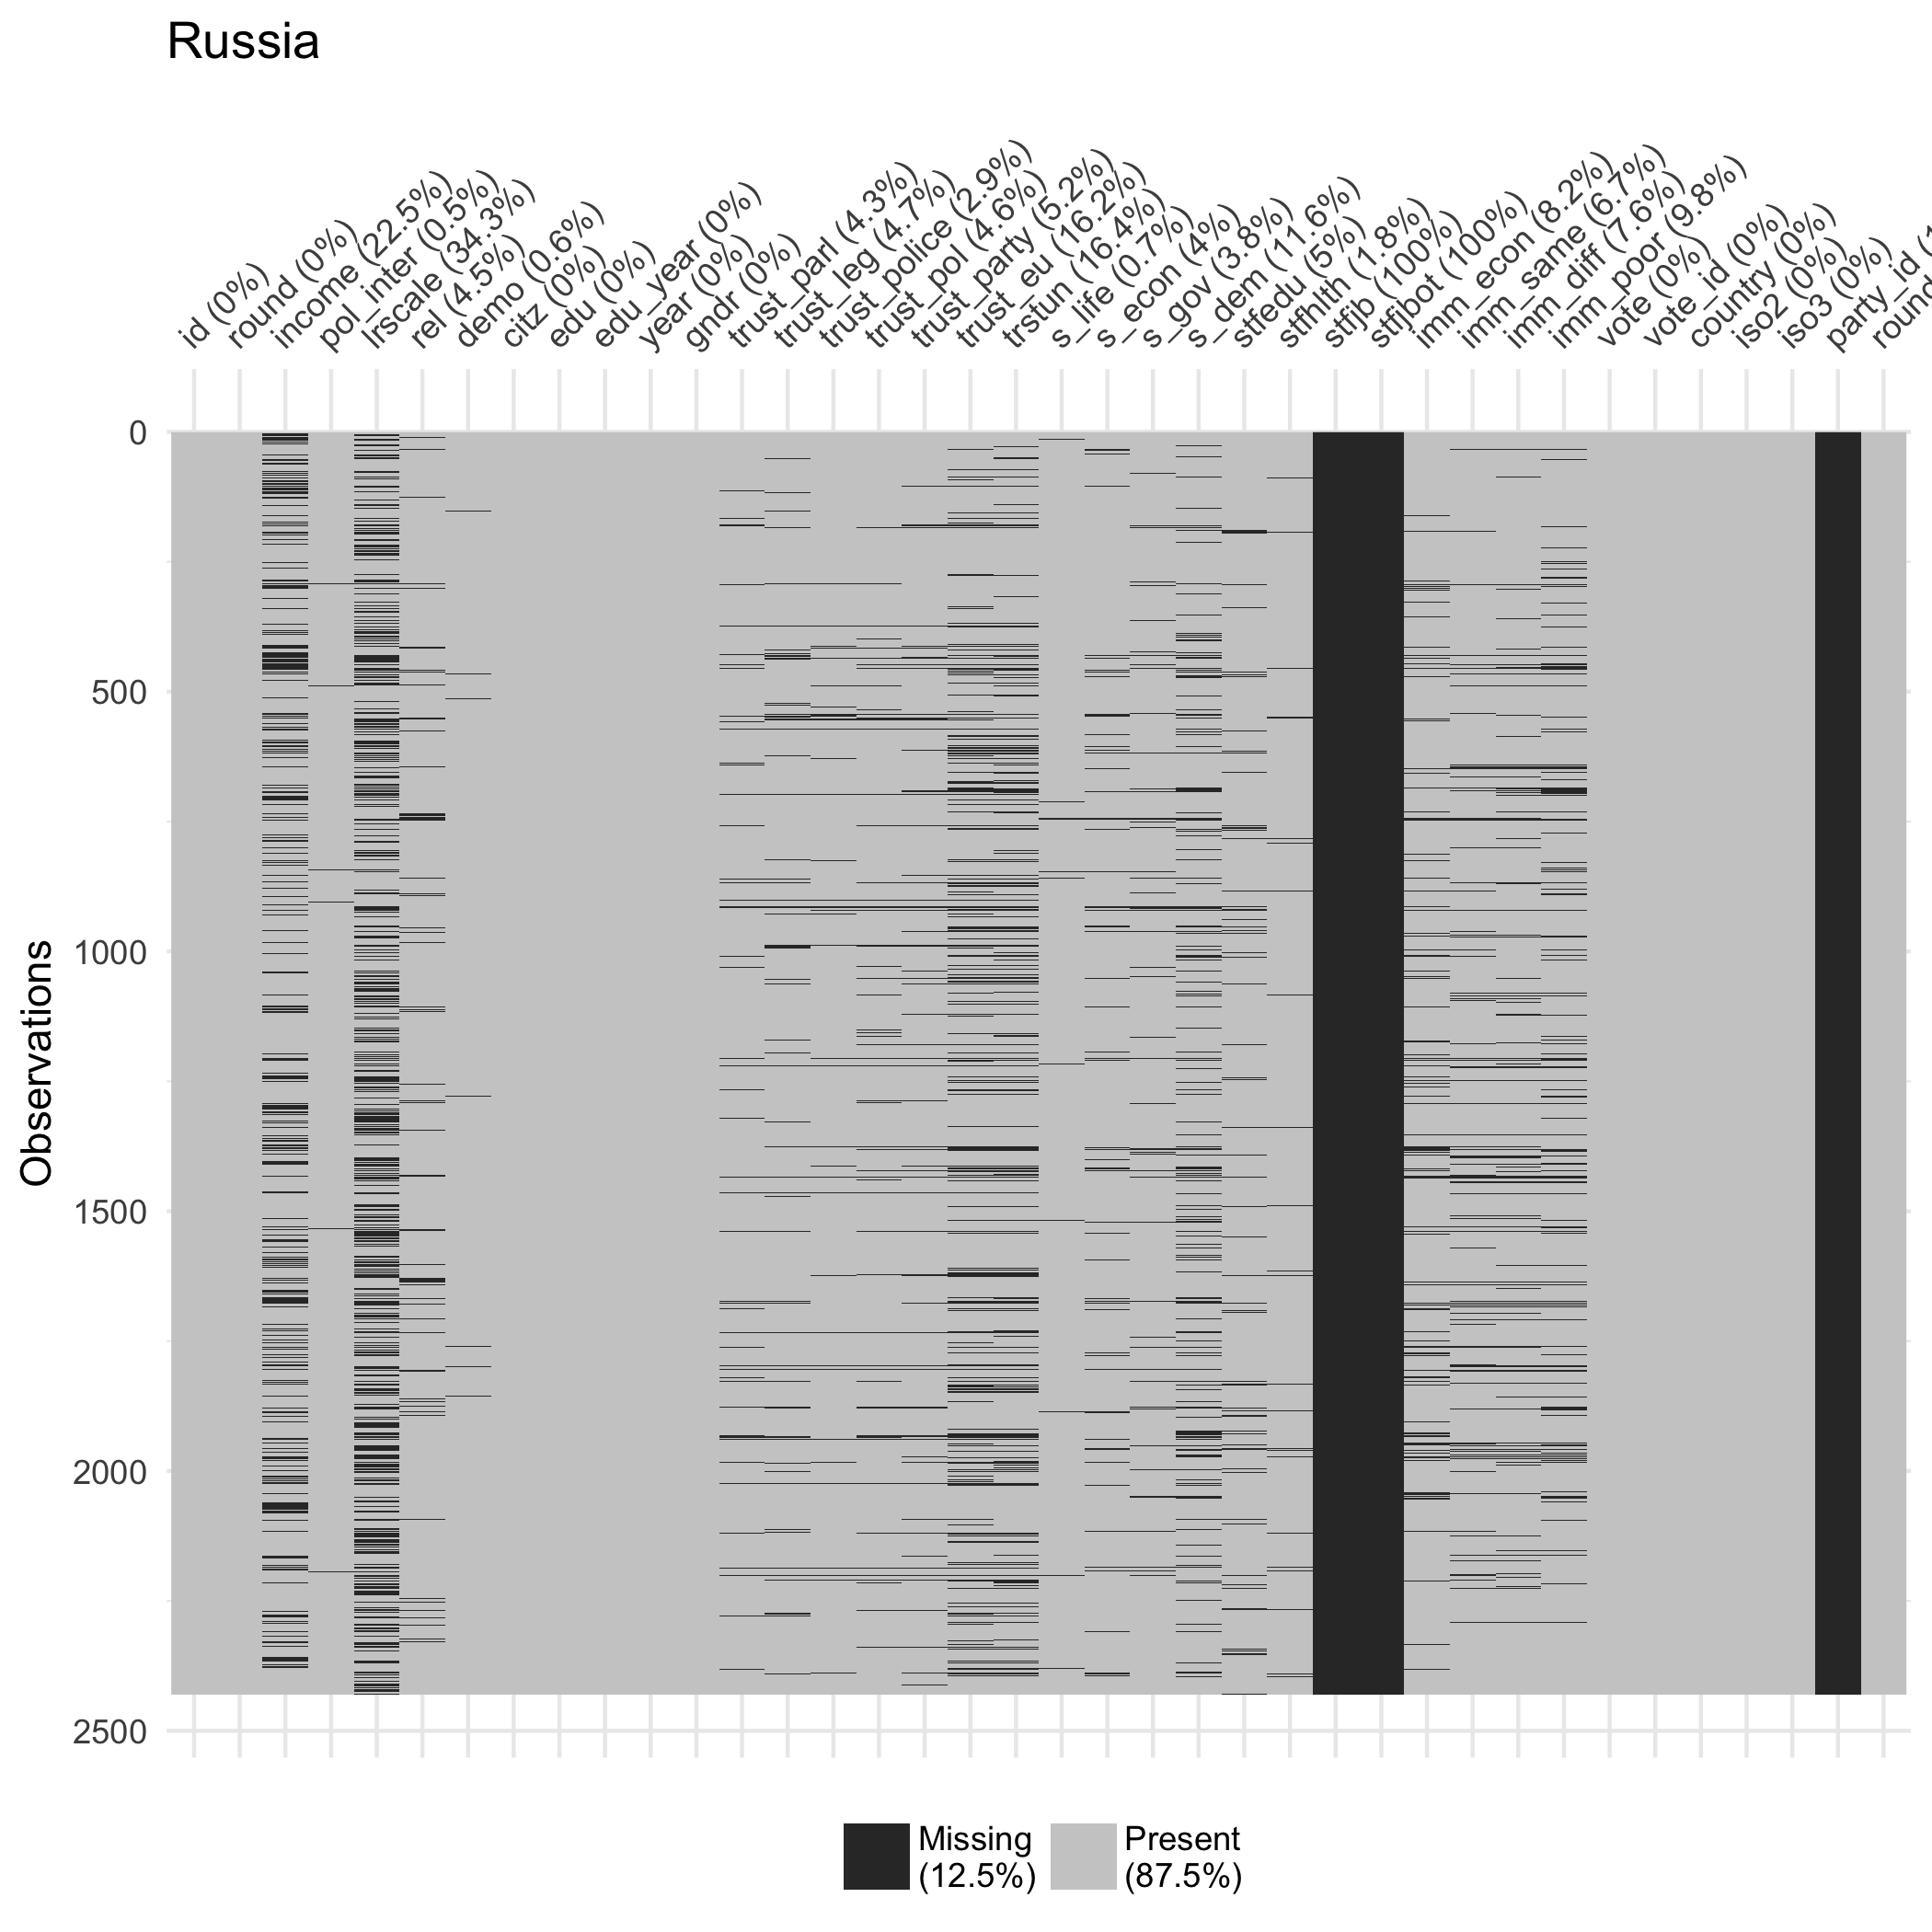 Russia
id (0%)
round (0%)
income (22.5%)
pol_inter (0.5%)
lrscale (34.3%)
rel (4.5%)
demo (0.6%)
citz (0%)
edu (0%)
edu_year (0%)
year (0%)
gndr (0%)
trust_parl (4.3%)
trust_leg (4.7%)
trust_police (2.9%)
trust_pol (4.6%)
trust_party (5.2%)
trust_eu (16.2%)
trstun (16.4%)
s_life (0.7%)
s_econ (4%)
s_gov (3.8%)
s_dem (11.6%)
stfedu (5%)
stfhlth (1.8%)
stfjb (100%)
stfjbot (100%)
imm_econ (8.2%)
imm_same (6.7%)
imm_diff (7.6%)
imm_poor (9.8%)
vote (0%)
vote_id (0%)
country (0%)
iso2 (0%)
iso3 (0%)
party_id (1
round
0
500
1000
1500
2000
2500
Observations
Missing
(12.5%)
Present
(87.5%)